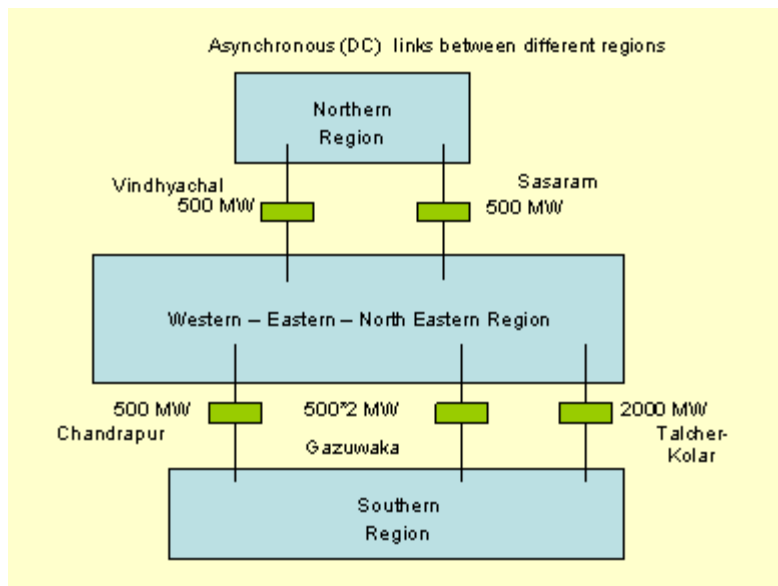 Asynchronous (DC) links between different regions
Northern
Region
Vindhyachal
500 MW
Sasaram
500 MW
Western – Eastern – North Eastern Region
500 MW
Chandrapur
500*2 MW
Gazuwaka
2000 MW
Talcher-
Kolar
Southern
Region